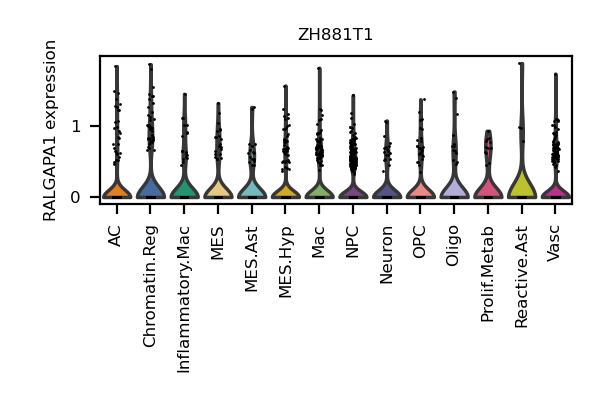 ZH881T1
RALGAPA1 expression
1
0
AC
Chromatin.Reg
Inflammatory.Mac
MES
MES.Ast
MES.Hyp
Mac
NPC
Neuron
OPC
Oligo
Prolif.Metab
Reactive.Ast
Vasc